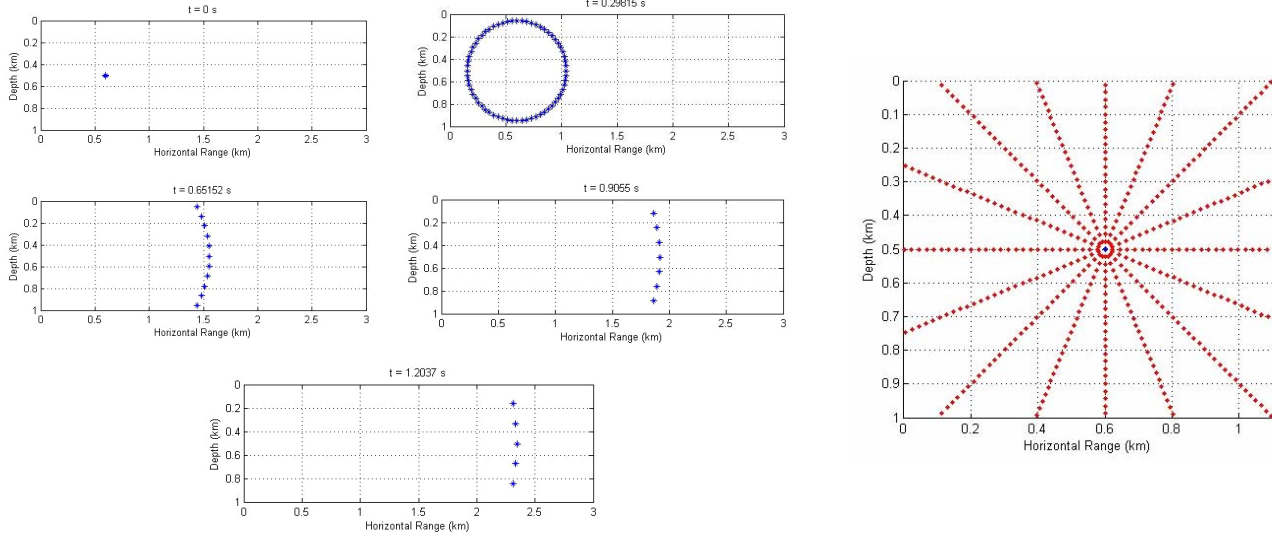 t = 0 s
0
0.2
0.4
0.6
0.8
1
Depth (km)
0 0.5 1 1.5 2 2.5 3
Horizontal Range (km)
t = 0.29815 s
0
0.2
0.4
0.6
0.8
1
Depth (km)
0 0.5 1 1.5 2 2.5 3
Horizontal Range (km)
t = 0.65152 s
0
0.2
0.4
0.6
0.8
1
Depth (km)
0 0.5 1 1.5 2 2.5 3
Horizontal Range (km)
t = 0.9055 s
0
0.2
0.4
0.6
0.8
1
Depth (km)
0 0.5 1 1.5 2 2.5 3
Horizontal Range (km)
t = 1.2037 s
0
0.2
0.4
0.6
0.8
1
Depth (km)
0 0.5 1 1.5 2 2.5 3
Horizontal Range (km)
0
0.1
0.2
0.3
0.4
0.5
0.6
0.7
0.8
0.9
1
Depth (km)
0 0.2 0.4 0.6 0.8 1
Horizontal Range (km)